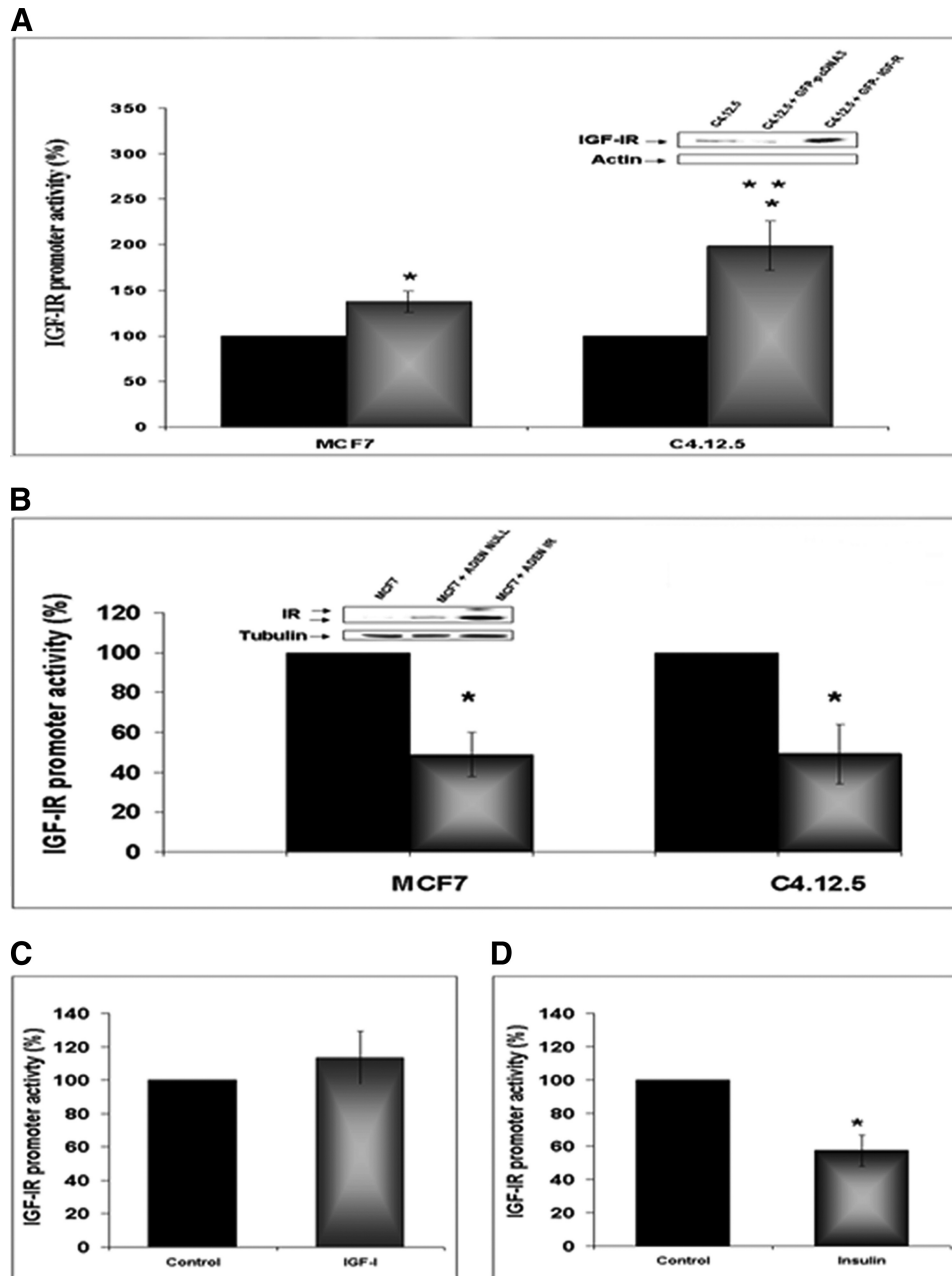 A
IGF-IR promoter activity (%)
350
300
250
200
150
100
50
0
C4.12.5
C4.12.5 + GFP-pcDNA3
C4.12.5 + GFP- IGF-R
IGF-IR
Actin
*
* *
*
MCF7
C4.12.5
B
IGF-IR promoter activity (%)
120
100
80
60
40
20
0
MCF7
MCF7 + ADEN NULL
MCF7 + ADEN IR
IR
Tubulin
*
*
MCF7
C4.12.5
C
IGF-IR promoter activty (%)
140
120
100
80
60
40
20
0
Control
IGF-I
D
IGF-IR promoter activity (%)
140
120
100
80
60
40
20
0
*
Control
Insulin